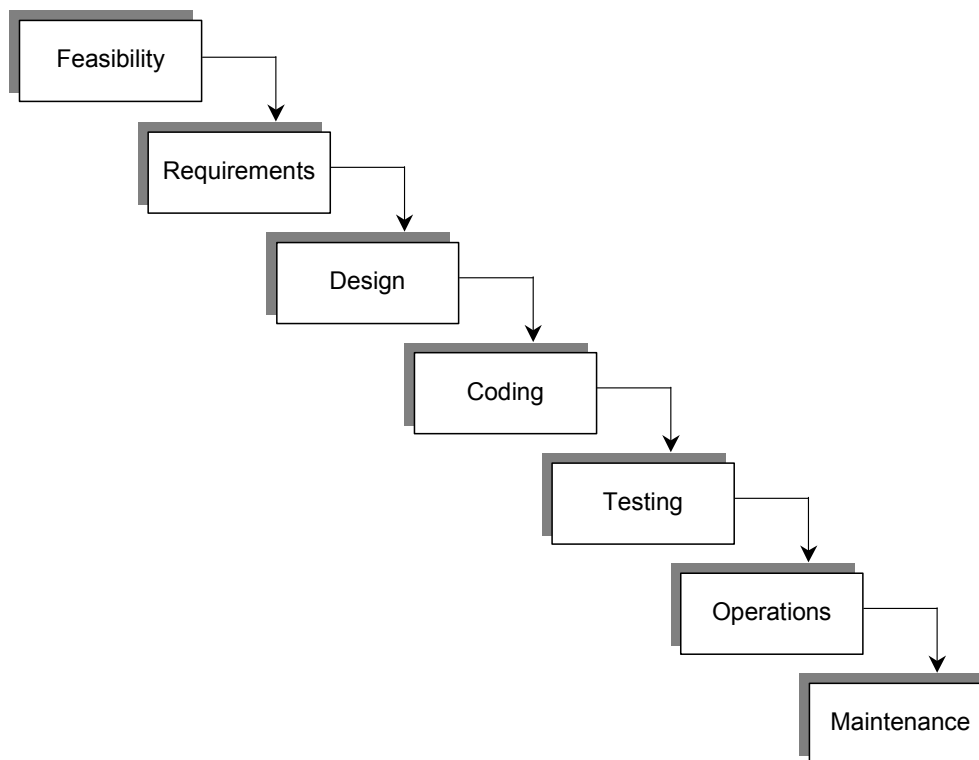 Feasibility
Requirements
Design
Coding
Testing
Operations
Maintenance